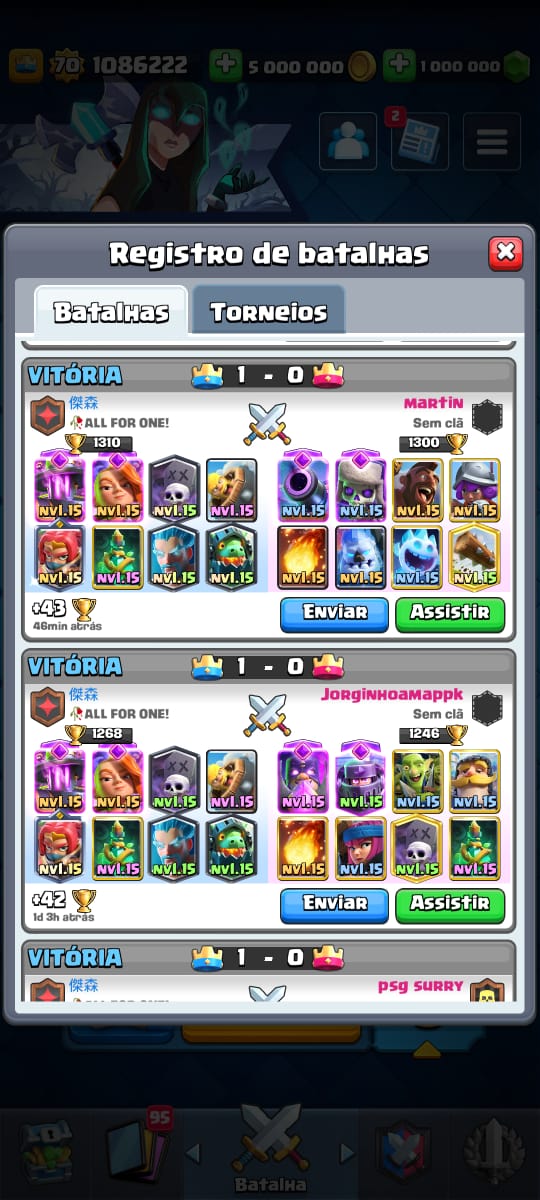 70 1086222 5 000 000 1 000 000
2
Registro de batalhas
Batalhas Torneios
VITÓRIA 1 - 0
傑森 Martin
ALL FOR ONE! Sem clã
1310 1300
nvl.15 nvl.15 nvl.15 nvl.15 nvl.15 nvl.15 nvl.15 nvl.15
nvl.15 nvl.15 nvl.15 nvl.15 nvl.15 nvl.15 nvl.15 nvl.15
+43 Enviar Assistir
46min atrás
VITÓRIA 1 - 0
傑森 Jorginhoamappk
ALL FOR ONE! Sem clã
1268 1246
nvl.15 nvl.15 nvl.15 nvl.15 nvl.15 nvl.15 nvl.15 nvl.15
nvl.15 nvl.15 nvl.15 nvl.15 nvl.15 nvl.15 nvl.15 nvl.15
+42 Enviar Assistir
1d 3h atrás
VITÓRIA 1 - 0
傑森 psg surry
ALL FOR ONE!
95
Batalha